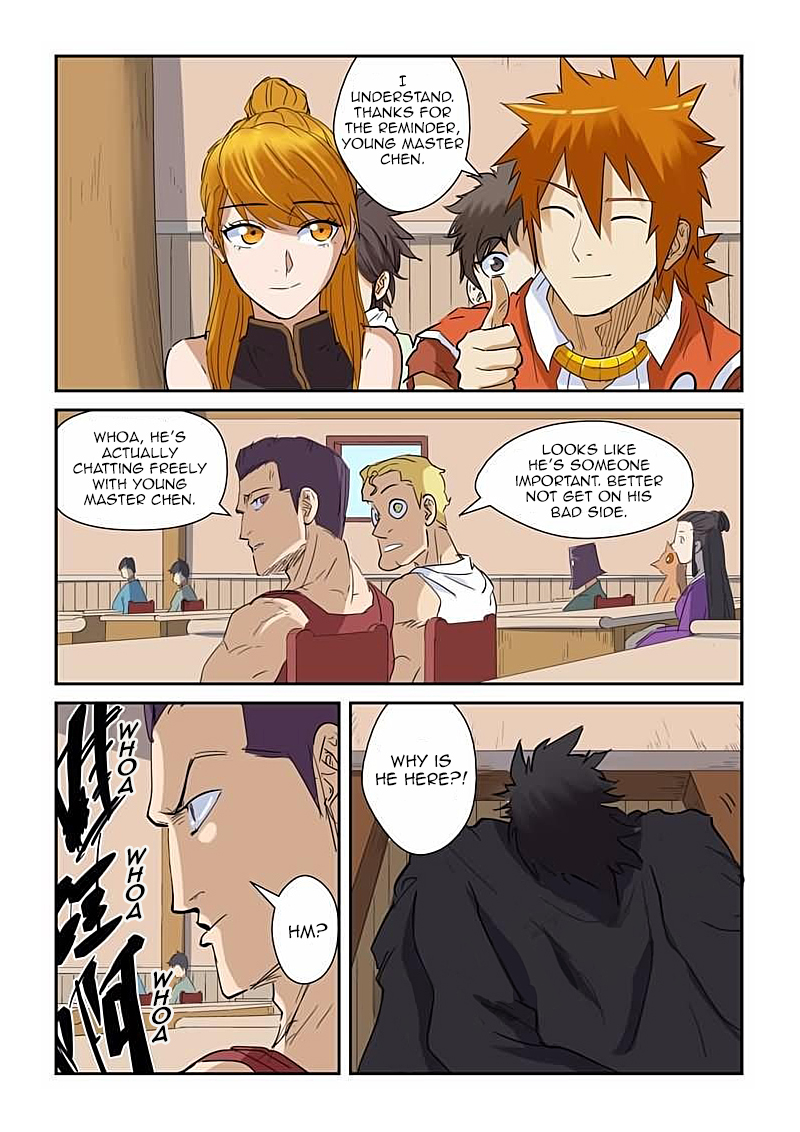 I
UNDERSTAND.
THANKS FOR
THE REMINDER,
YOUNG MASTER
CHEN.
WHOA, HE'S
ACTUALLY
CHATTING FREELY
WITH YOUNG
MASTER CHEN.
LOOKS LIKE
HE'S SOMEONE
IMPORTANT. BETTER
NOT GET ON HIS
BAD SIDE.
WHOA
WHOA
WHOA
HM?
WHY IS
HE HERE?!